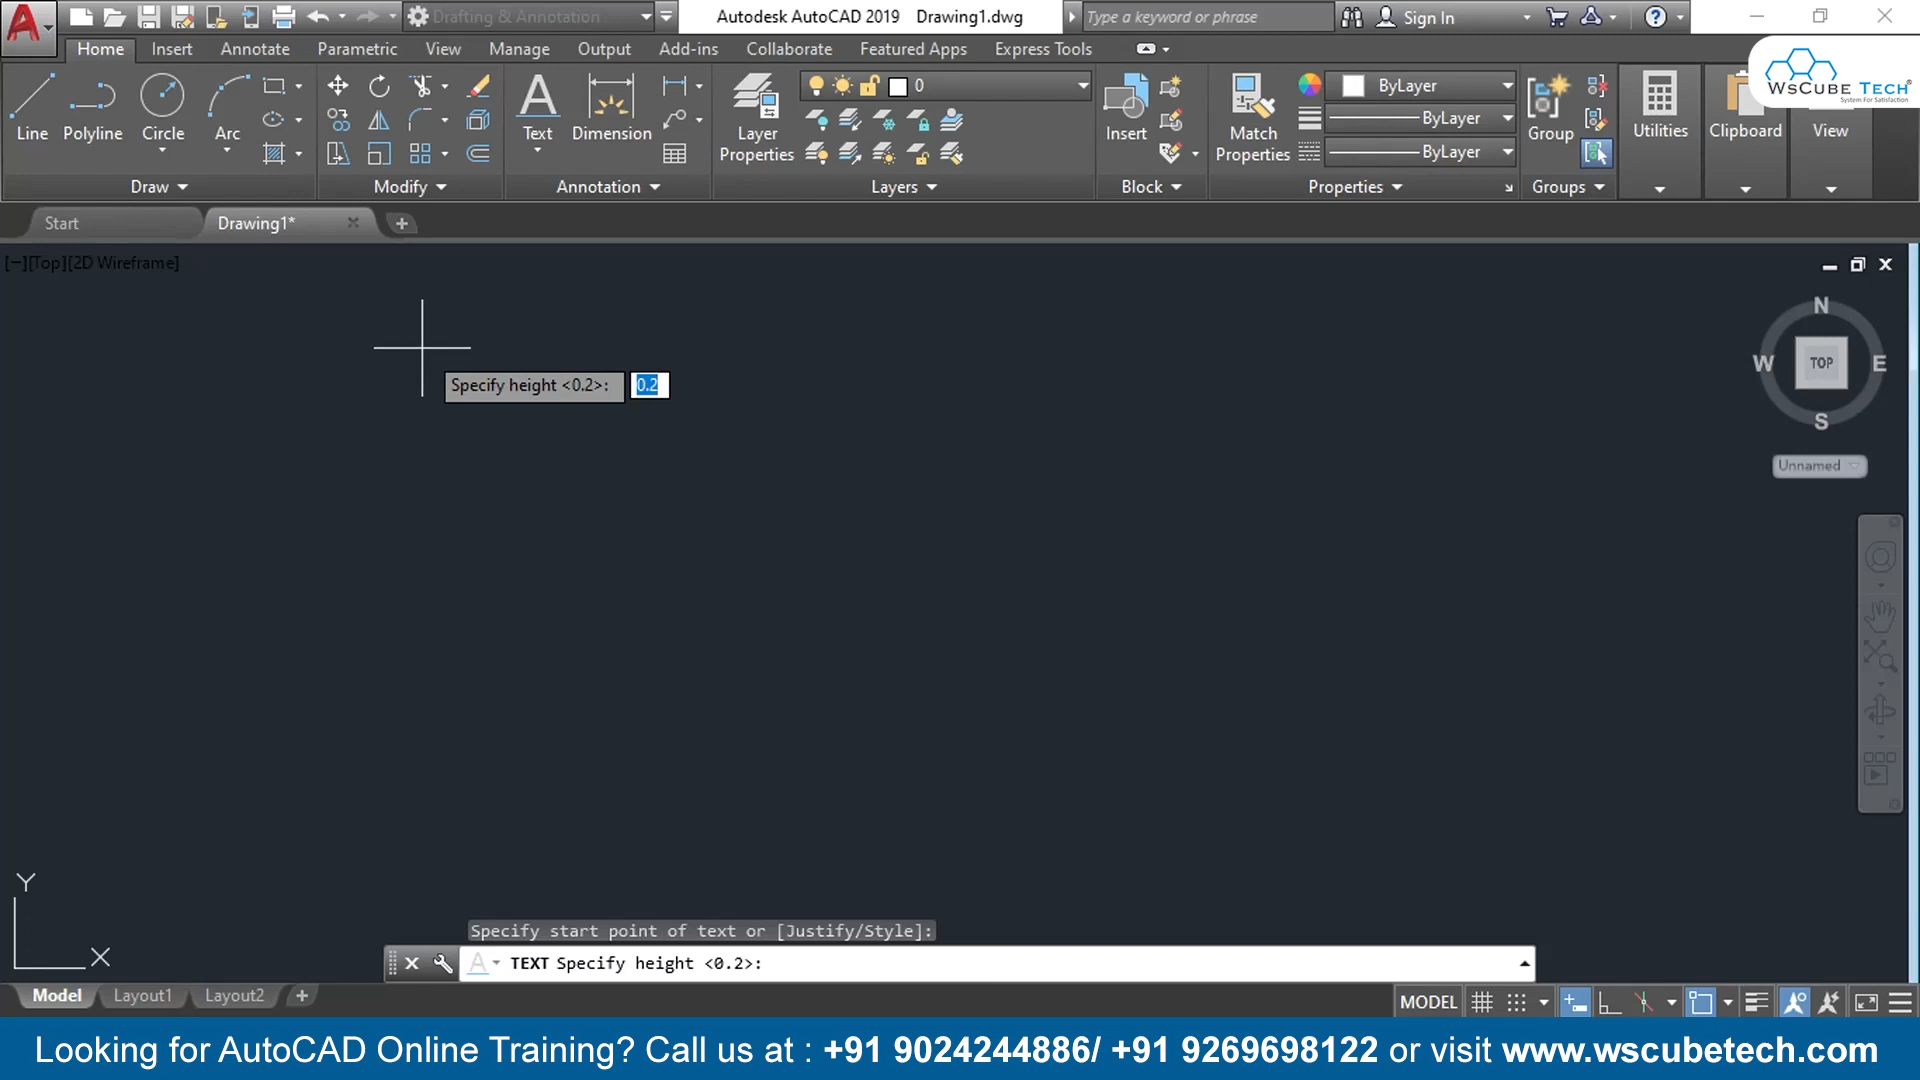 Drafting & Annotation
Autodesk AutoCAD 2019 Drawing1.dwg
Type a keyword or phrase
Sign In
Home Insert Annotate Parametric View Manage Output Add-ins Collaborate Featured Apps Express Tools
WsCube Tech®
System For Satisfaction
0
ByLayer
ByLayer
ByLayer
Line Polyline Circle Arc
Text Dimension
Layer Properties
Insert
Match Properties
Group Utilities Clipboard View
Draw Modify Annotation Layers Block Properties Groups
Start Drawing1*
[−][Top][2D Wireframe]
N
W TOP E
S
Unnamed
Specify height <0.2>: 0.2
Y
X
Specify start point of text or [Justify/Style]:
TEXT Specify height <0.2>:
Model Layout1 Layout2
MODEL
Looking for AutoCAD Online Training? Call us at : +91 9024244886/ +91 9269698122 or visit www.wscubetech.com